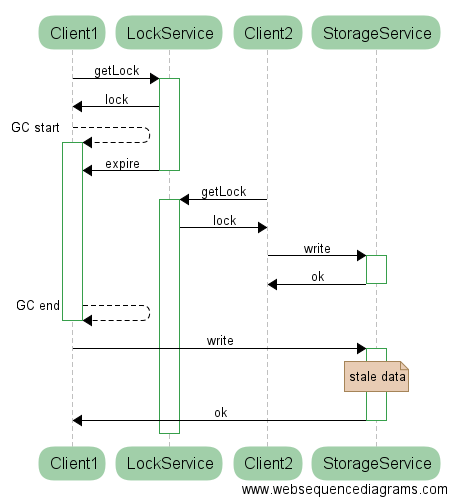 Client1 LockService Client2 StorageService
getLock
lock
GC start
expire
getLock
lock
write
ok
GC end
write
stale data
ok
Client1 LockService Client2 StorageService
www.websequencediagrams.com